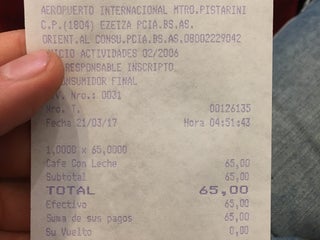 AEROPUERTO INTERNACIONAL MTRO.PISTARINI
C.P.(1804) EZETZA PCIA.BS.AS.
ORIENT.AL CONSU.PCIA.BS.AS.08002229042
INICIO ACTIVIDADES 02/2006
RESPONSABLE INSCRIPTO
CONSUMIDOR FINAL
Nro.: 0031
Nro. T. 00126135
Fecha 21/03/17 Hora 04:51:43
1,0000 x 65,0000
Cafe Con Leche 65,00
Subtotal 65,00
TOTAL 65,00
Efectivo 65,00
Suma de sus pagos 65,00
Su Vuelto 0,00